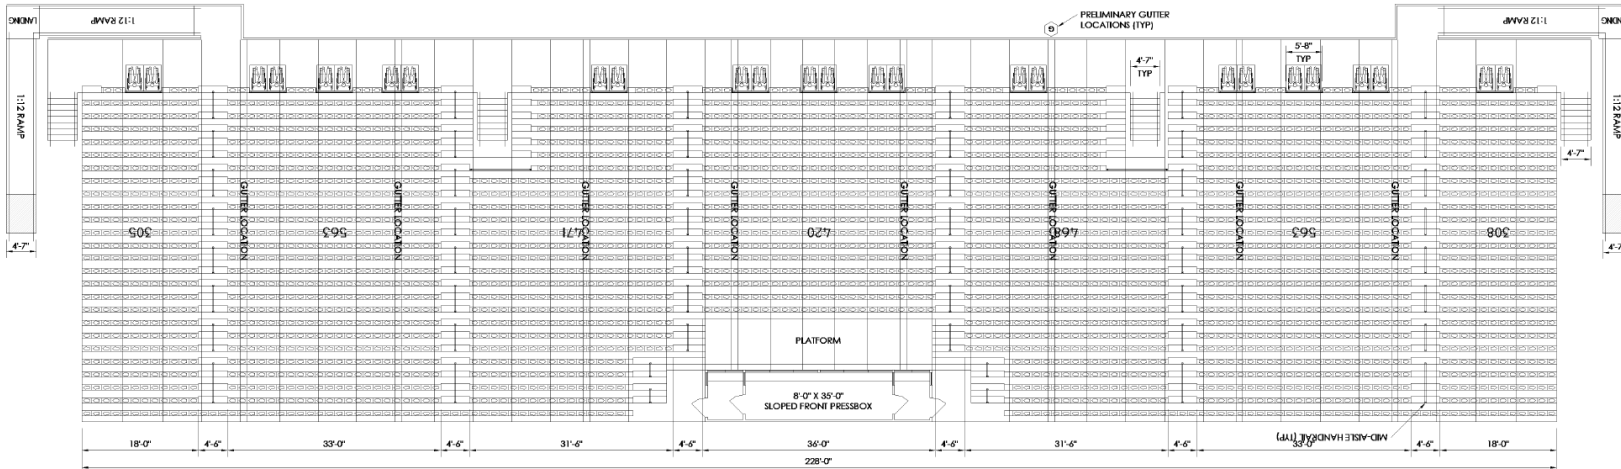 LANDING
1:12 RAMP
PRELIMINARY GUTTER
LOCATIONS (TYP)
G
1:12 RAMP
LANDING
5'-8"
TYP
4'-7"
TYP
1:12 RAMP
1:12 RAMP
4'-7"
GUTTER LOCATION
GUTTER LOCATION
GUTTER LOCATION
GUTTER LOCATION
GUTTER LOCATION
GUTTER LOCATION
GUTTER LOCATION
GUTTER LOCATION
305
563
471
420
468
563
308
4'-7"
4'-7"
PLATFORM
8'-0" X 35'-0"
SLOPED FRONT PRESSBOX
MID-AISLE HANDRAIL (TYP)
18'-0"
4'-6"
33'-0"
4'-6"
31'-6"
4'-6"
36'-0"
4'-6"
31'-6"
4'-6"
33'-0"
4'-6"
18'-0"
228'-0"